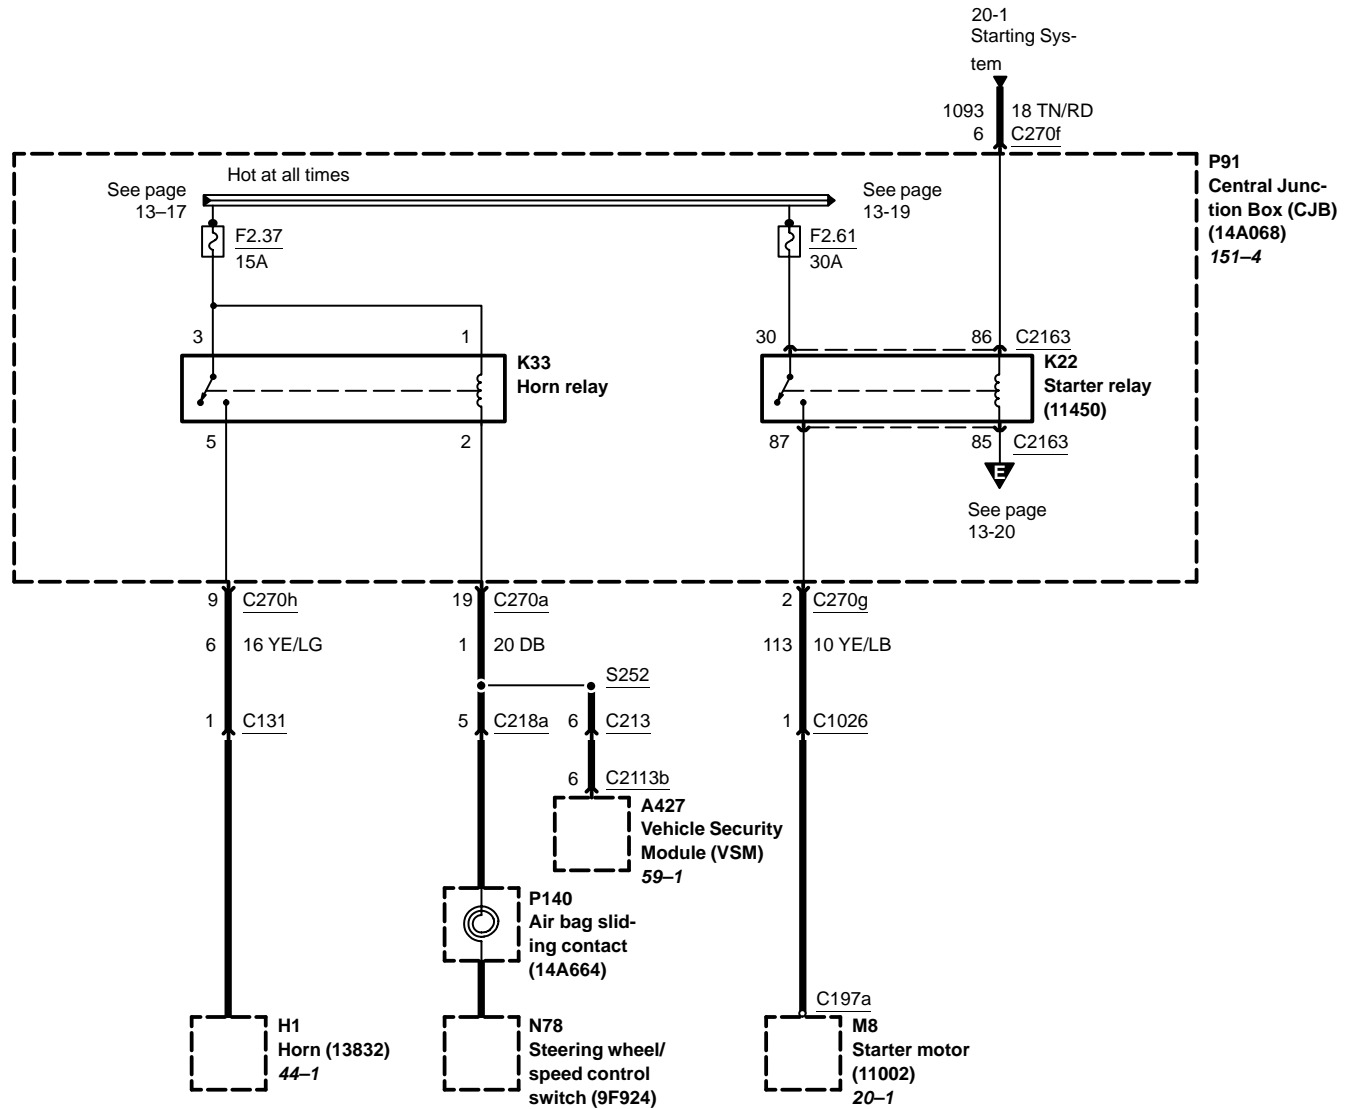 20-1
Starting Sys-
tem
1093 18 TN/RD
6 C270f
P91
Central Junc-
tion Box (CJB)
(14A068)
151–4
Hot at all times
See page
13–17
See page
13-19
F2.37
15A
F2.61
30A
3 1
30 86 C2163
K33
Horn relay
K22
Starter relay
(11450)
5 2
87 85 C2163
E
See page
13-20
9 C270h
19 C270a
2 C270g
6 16 YE/LG
1 20 DB
113 10 YE/LB
S252
1 C131
5 C218a
6 C213
1 C1026
6 C2113b
A427
Vehicle Security
Module (VSM)
59–1
P140
Air bag slid-
ing contact
(14A664)
C197a
H1
Horn (13832)
44–1
N78
Steering wheel/
speed control
switch (9F924)
M8
Starter motor
(11002)
20–1